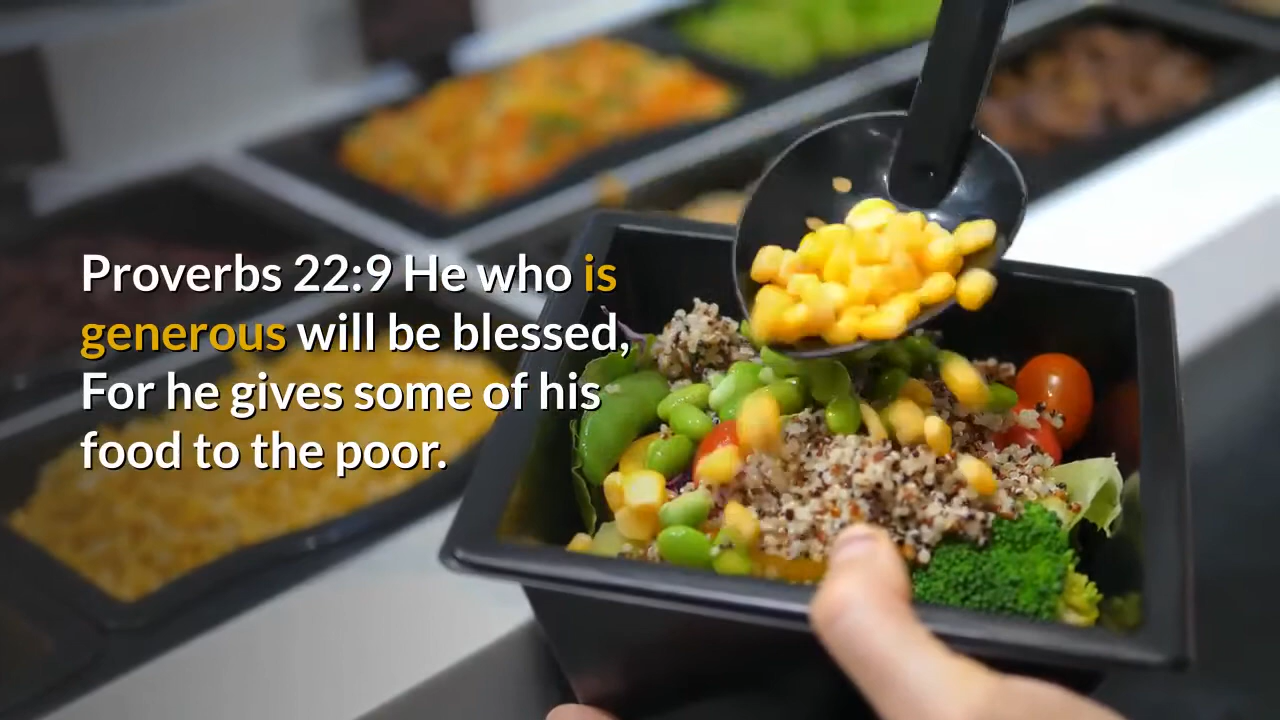 Proverbs 22:9 He who is
generous will be blessed,
For he gives some of his
food to the poor.